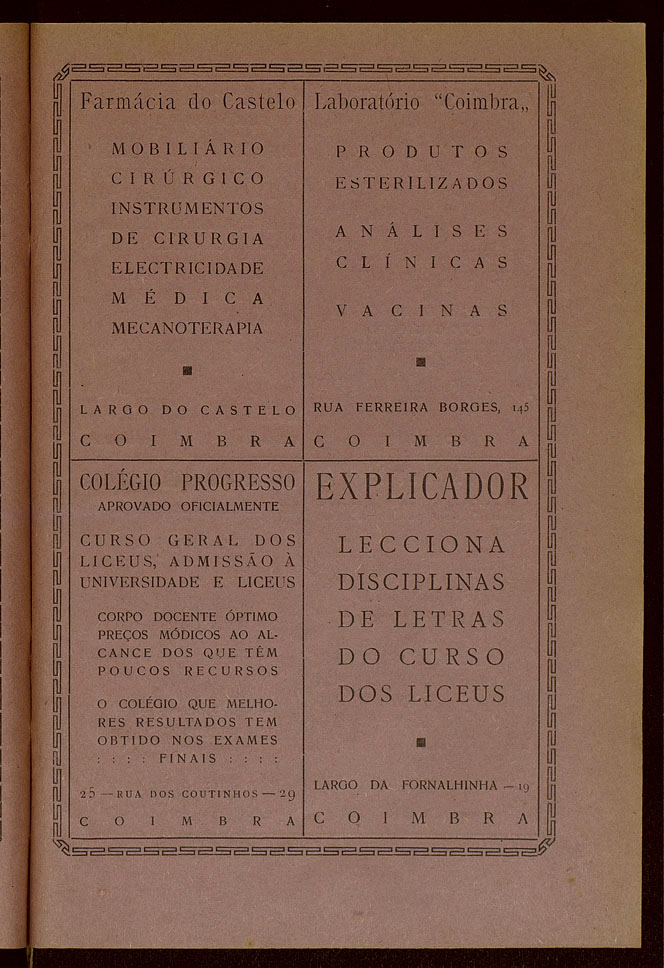 Farmácia do Castelo
MOBILIÁRIO
CIRÚRGICO
INSTRUMENTOS
DE CIRURGIA
ELECTRICIDADE
MÉDICA
MECANOTERAPIA
LARGO DO CASTELO
COIMBRA
Laboratório “Coimbra„
PRODUTOS
ESTERILIZADOS
ANÁLISES
CLÍNICAS
VACINAS
RUA FERREIRA BORGES, 145
COIMBRA
COLÉGIO PROGRESSO
APROVADO OFICIALMENTE
CURSO GERAL DOS
LICEUS, ADMISSÃO À
UNIVERSIDADE E LICEUS
CORPO DOCENTE ÓPTIMO
PREÇOS MÓDICOS AO AL-
CANCE DOS QUE TÊM
POUCOS RECURSOS
O COLÉGIO QUE MELHO-
RES RESULTADOS TEM
OBTIDO NOS EXAMES
: : : : FINAIS : : : :
25 — RUA DOS COUTINHOS — 29
COIMBRA
EXPLICADOR
LECCIONA
DISCIPLINAS
DE LETRAS
DO CURSO
DOS LICEUS
LARGO DA FORNALHINHA — 19
COIMBRA